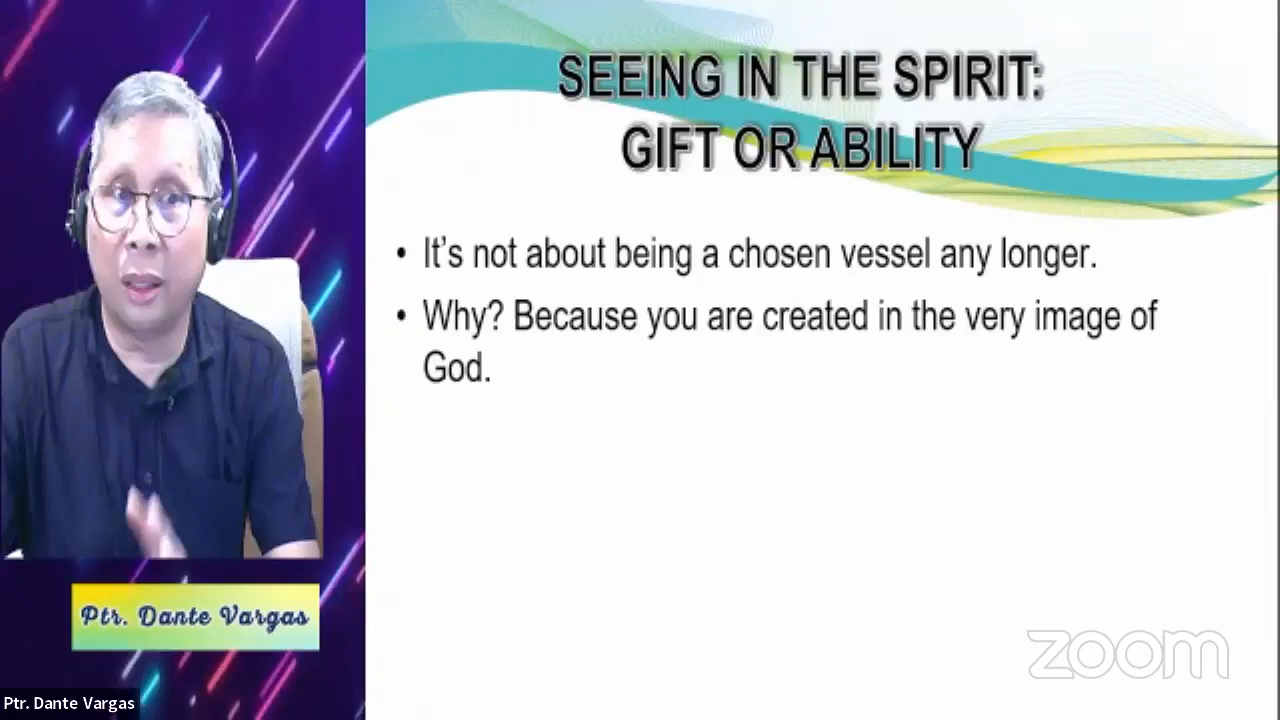 SEEING IN THE SPIRIT:
GIFT OR ABILITY
• It’s not about being a chosen vessel any longer.
• Why? Because you are created in the very image of
God.
Ptr. Dante Vargas
zoom
Ptr. Dante Vargas